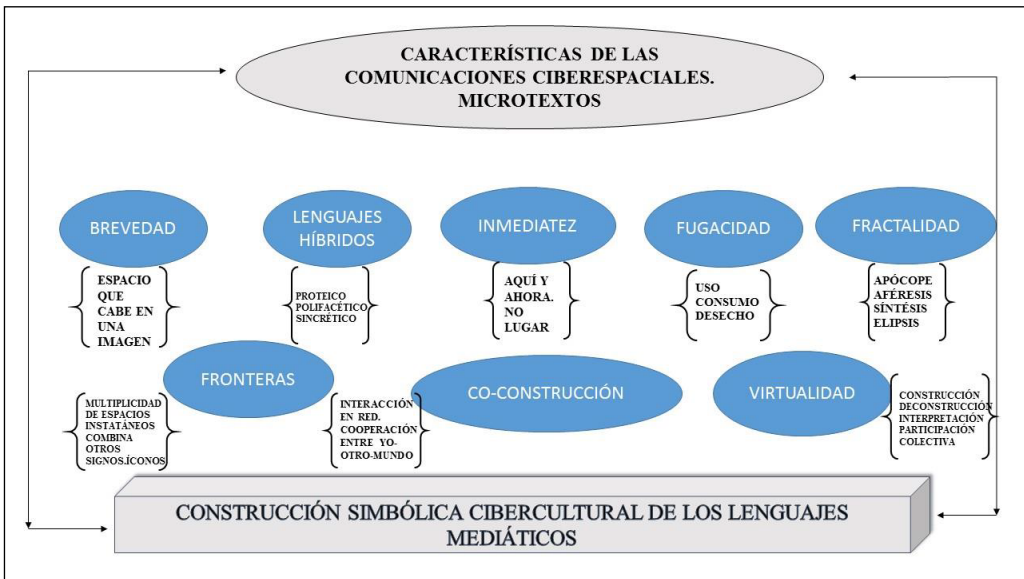 CARACTERÍSTICAS DE LAS
COMUNICACIONES CIBERESPACIALES.
MICROTEXTOS
BREVEDAD
ESPACIO
QUE
CABE EN
UNA
IMAGEN
LENGUAJES
HÍBRIDOS
PROTEICO
POLIFACÉTICO
SINCRÉTICO
INMEDIATEZ
AQUÍ Y
AHORA.
NO
LUGAR
FUGACIDAD
USO
CONSUMO
DESECHO
FRACTALIDAD
APÓCOPE
AFÉRESIS
SÍNTÉSIS
ELIPSIS
FRONTERAS
MULTIPLICIDAD
DE ESPACIOS
INSTATÁNEOS
COMBINA
OTROS
SIGNOS.ÍCONOS
CO-CONSTRUCCIÓN
INTERACCIÓN
EN RED.
COOPERACIÓN
ENTRE YO-
OTRO-MUNDO
VIRTUALIDAD
CONSTRUCCIÓN
DECONSTRUCCIÓN
INTERPRETACIÓN
PARTICIPACIÓN
COLECTIVA
CONSTRUCCIÓN SIMBÓLICA CIBERCULTURAL DE LOS LENGUAJES
MEDIÁTICOS